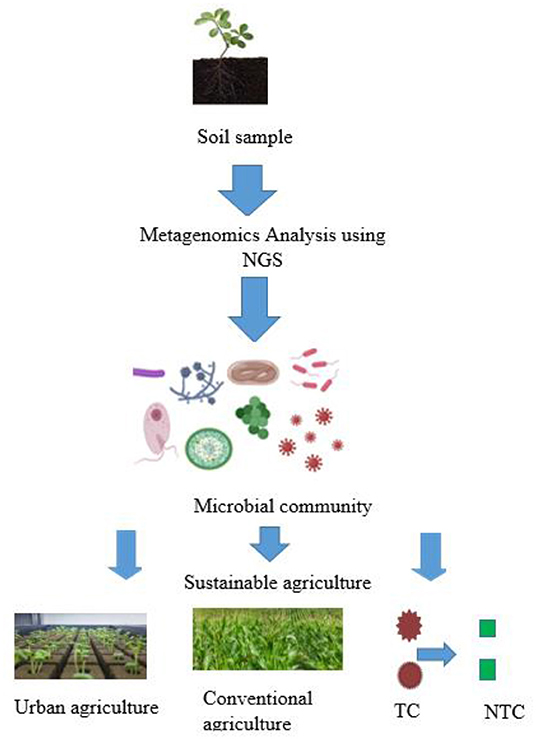 Soil sample
Metagenomics Analysis using
NGS
Microbial community
Sustainable agriculture
Urban agriculture
Conventional
agriculture
TC
NTC